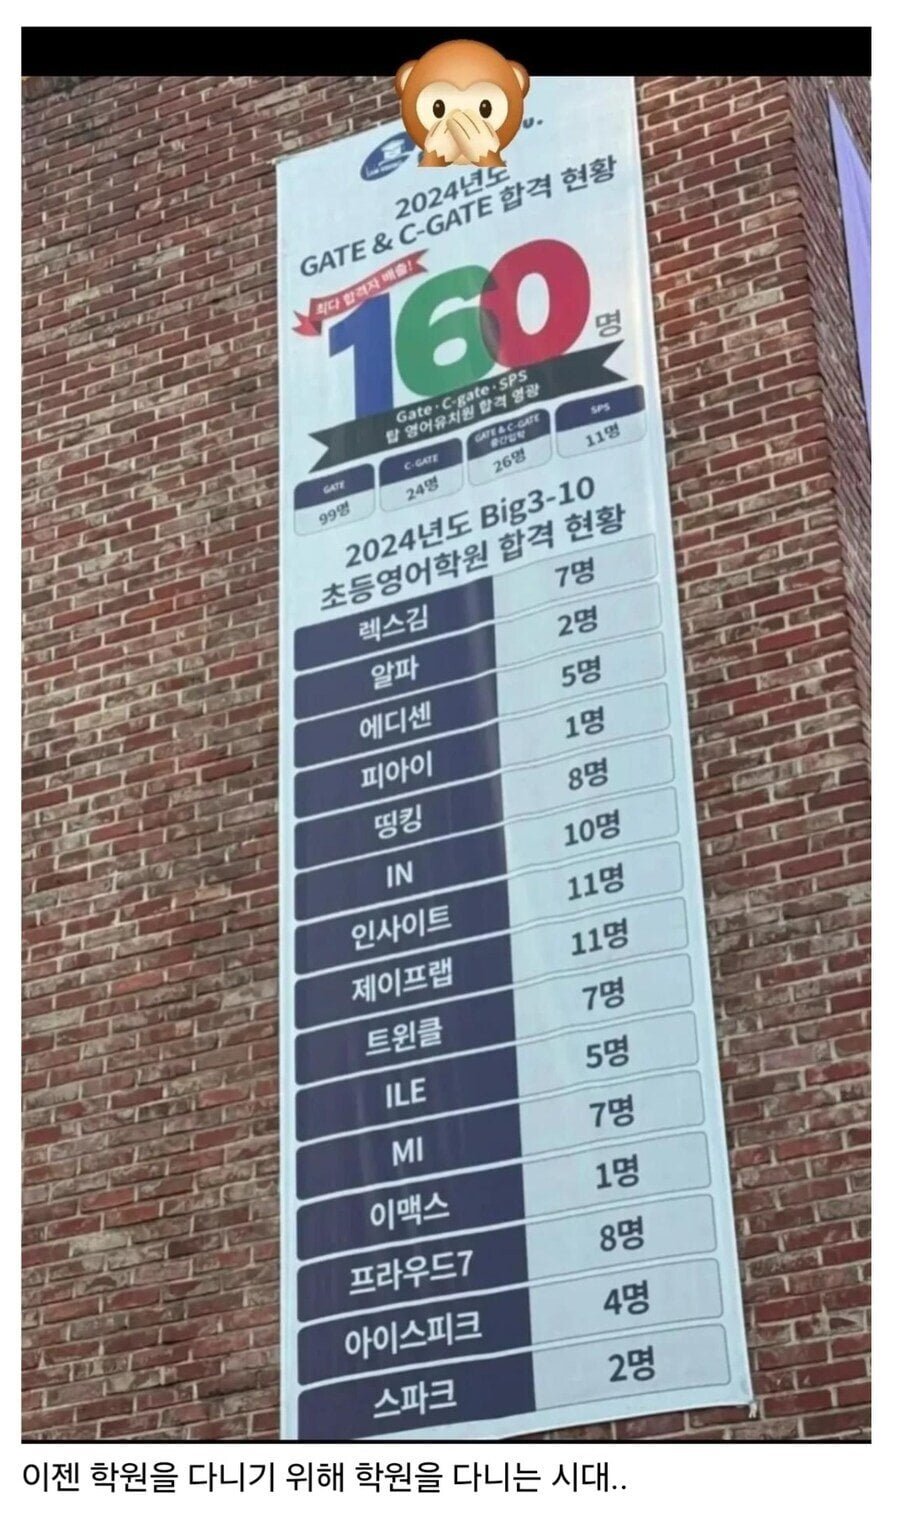 2024년도
GATE & C-GATE 합격 현황
최다 합격자 배출!
160명
Gate·C-gate·SPS
탑 영어유치원 합격 영광
GATE C-GATE GATE & C-GATE 중간입학 SPS
99명 24명 26명 11명
2024년도 Big3-10
초등영어학원 합격 현황
렉스김 7명
알파 2명
에디센 5명
피아이 1명
띵킹 8명
IN 10명
인사이트 11명
제이프랩 11명
트윈클 7명
ILE 5명
MI 7명
이맥스 1명
프라우드7 8명
아이스피크 4명
스파크 2명
이젠 학원을 다니기 위해 학원을 다니는 시대..